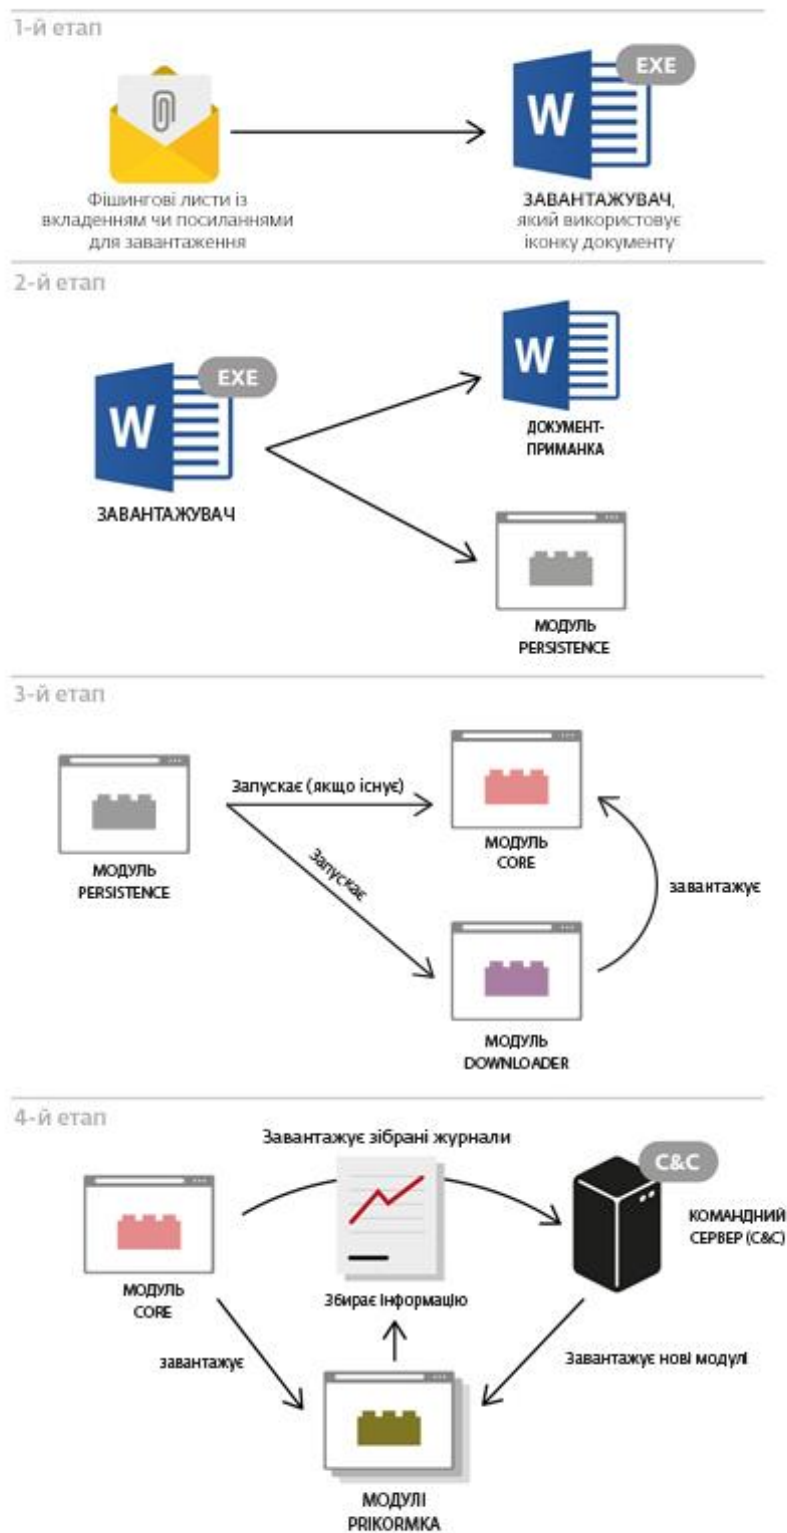 1-й етап
EXE
W
Фішингові листи із
вкладенням чи посиланнями
для завантаження
ЗАВАНТАЖУВАЧ,
який використовує
іконку документу
2-й етап
EXE
W
ЗАВАНТАЖУВАЧ
W
ДОКУМЕНТ-
ПРИМАНКА
МОДУЛЬ
PERSISTENCE
3-й етап
МОДУЛЬ
PERSISTENCE
Запускає (якщо існує)
Запускає
МОДУЛЬ
CORE
завантажує
МОДУЛЬ
DOWNLOADER
4-й етап
Завантажує зібрані журнали
C&C
КОМАНДНИЙ
СЕРВЕР (C&C)
МОДУЛЬ
CORE
Збирає інформацію
завантажує
Завантажує нові модулі
МОДУЛІ
PRIKORMKA